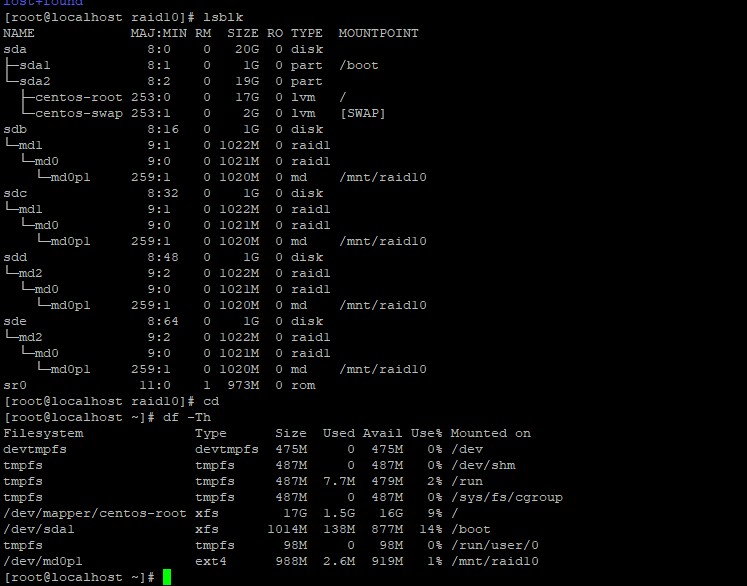 lost+found
[root@localhost raid10]# lsblk
NAME            MAJ:MIN RM  SIZE RO TYPE  MOUNTPOINT
sda               8:0    0   20G  0 disk
├─sda1            8:1    0    1G  0 part  /boot
└─sda2            8:2    0   19G  0 part
  ├─centos-root 253:0    0   17G  0 lvm   /
  └─centos-swap 253:1    0    2G  0 lvm   [SWAP]
sdb               8:16   0    1G  0 disk
└─md1             9:1    0 1022M  0 raid1
  └─md0           9:0    0 1021M  0 raid1
    └─md0p1     259:1    0 1020M  0 md    /mnt/raid10
sdc               8:32   0    1G  0 disk
└─md1             9:1    0 1022M  0 raid1
  └─md0           9:0    0 1021M  0 raid1
    └─md0p1     259:1    0 1020M  0 md    /mnt/raid10
sdd               8:48   0    1G  0 disk
└─md2             9:2    0 1022M  0 raid1
  └─md0           9:0    0 1021M  0 raid1
    └─md0p1     259:1    0 1020M  0 md    /mnt/raid10
sde               8:64   0    1G  0 disk
└─md2             9:2    0 1022M  0 raid1
  └─md0           9:0    0 1021M  0 raid1
    └─md0p1     259:1    0 1020M  0 md    /mnt/raid10
sr0              11:0    1  973M  0 rom
[root@localhost raid10]# cd
[root@localhost ~]# df -Th
Filesystem              Type      Size  Used Avail Use% Mounted on
devtmpfs                devtmpfs  475M     0  475M   0% /dev
tmpfs                   tmpfs     487M     0  487M   0% /dev/shm
tmpfs                   tmpfs     487M  7.7M  479M   2% /run
tmpfs                   tmpfs     487M     0  487M   0% /sys/fs/cgroup
/dev/mapper/centos-root xfs        17G  1.5G   16G   9% /
/dev/sda1               xfs      1014M  138M  877M  14% /boot
tmpfs                   tmpfs      98M     0   98M   0% /run/user/0
/dev/md0p1              ext4      988M  2.6M  919M   1% /mnt/raid10
[root@localhost ~]#